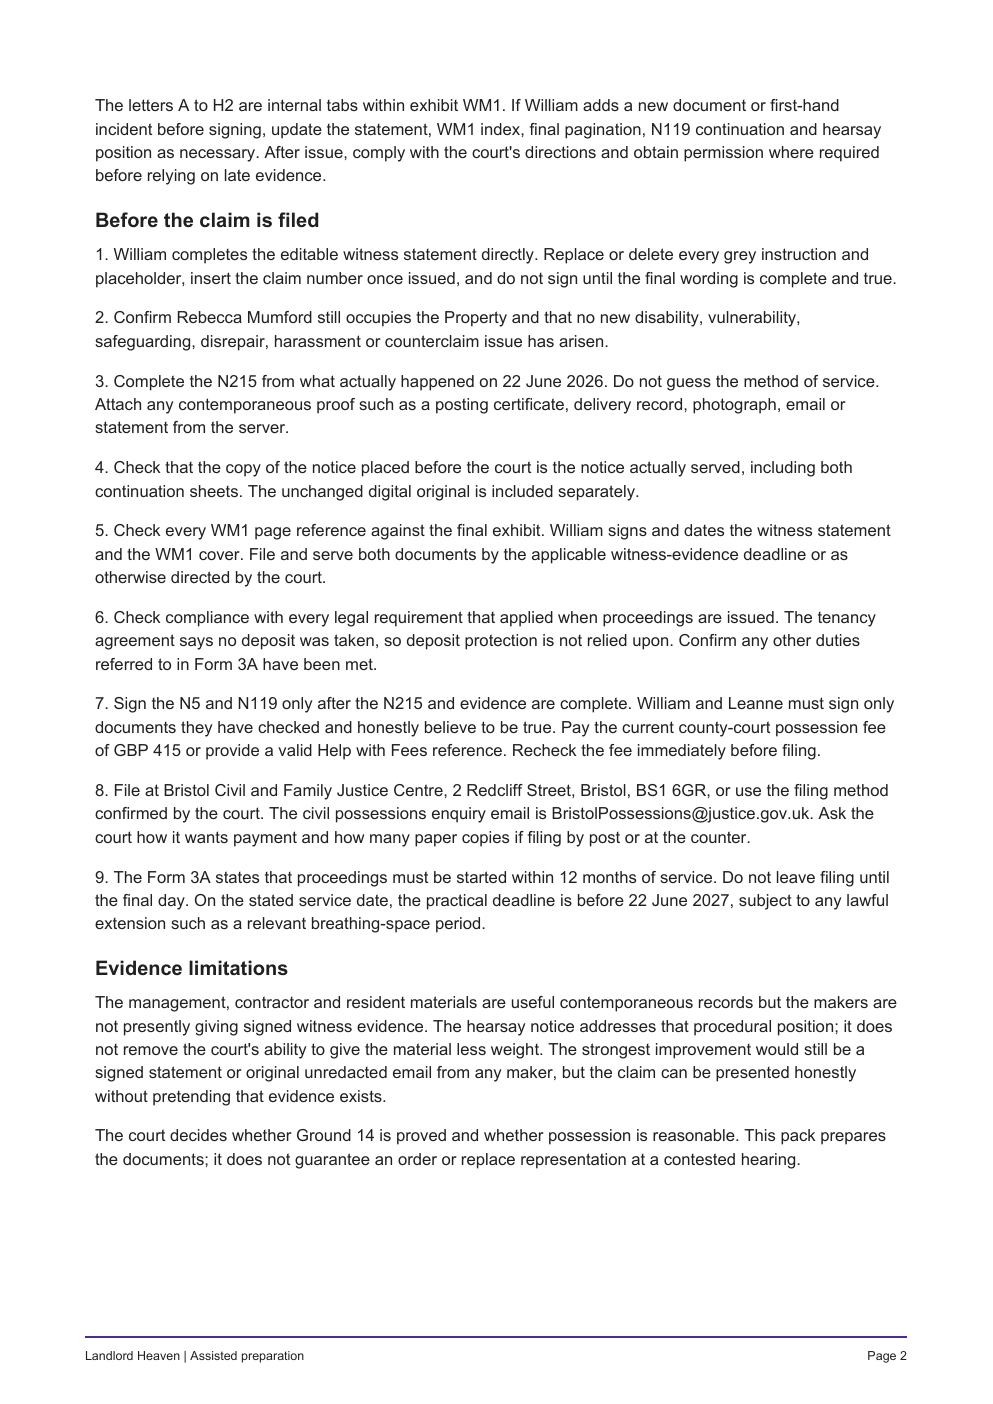 The letters A to H2 are internal tabs within exhibit WM1. If William adds a new document or first-hand
incident before signing, update the statement, WM1 index, final pagination, N119 continuation and hearsay
position as necessary. After issue, comply with the court's directions and obtain permission where required
before relying on late evidence.
Before the claim is filed
1. William completes the editable witness statement directly. Replace or delete every grey instruction and
placeholder, insert the claim number once issued, and do not sign until the final wording is complete and true.
2. Confirm Rebecca Mumford still occupies the Property and that no new disability, vulnerability,
safeguarding, disrepair, harassment or counterclaim issue has arisen.
3. Complete the N215 from what actually happened on 22 June 2026. Do not guess the method of service.
Attach any contemporaneous proof such as a posting certificate, delivery record, photograph, email or
statement from the server.
4. Check that the copy of the notice placed before the court is the notice actually served, including both
continuation sheets. The unchanged digital original is included separately.
5. Check every WM1 page reference against the final exhibit. William signs and dates the witness statement
and the WM1 cover. File and serve both documents by the applicable witness-evidence deadline or as
otherwise directed by the court.
6. Check compliance with every legal requirement that applied when proceedings are issued. The tenancy
agreement says no deposit was taken, so deposit protection is not relied upon. Confirm any other duties
referred to in Form 3A have been met.
7. Sign the N5 and N119 only after the N215 and evidence are complete. William and Leanne must sign only
documents they have checked and honestly believe to be true. Pay the current county-court possession fee
of GBP 415 or provide a valid Help with Fees reference. Recheck the fee immediately before filing.
8. File at Bristol Civil and Family Justice Centre, 2 Redcliff Street, Bristol, BS1 6GR, or use the filing method
confirmed by the court. The civil possessions enquiry email is BristolPossessions@justice.gov.uk. Ask the
court how it wants payment and how many paper copies if filing by post or at the counter.
9. The Form 3A states that proceedings must be started within 12 months of service. Do not leave filing until
the final day. On the stated service date, the practical deadline is before 22 June 2027, subject to any lawful
extension such as a relevant breathing-space period.
Evidence limitations
The management, contractor and resident materials are useful contemporaneous records but the makers are
not presently giving signed witness evidence. The hearsay notice addresses that procedural position; it does
not remove the court's ability to give the material less weight. The strongest improvement would still be a
signed statement or original unredacted email from any maker, but the claim can be presented honestly
without pretending that evidence exists.
The court decides whether Ground 14 is proved and whether possession is reasonable. This pack prepares
the documents; it does not guarantee an order or replace representation at a contested hearing.
Landlord Heaven | Assisted preparation
Page 2